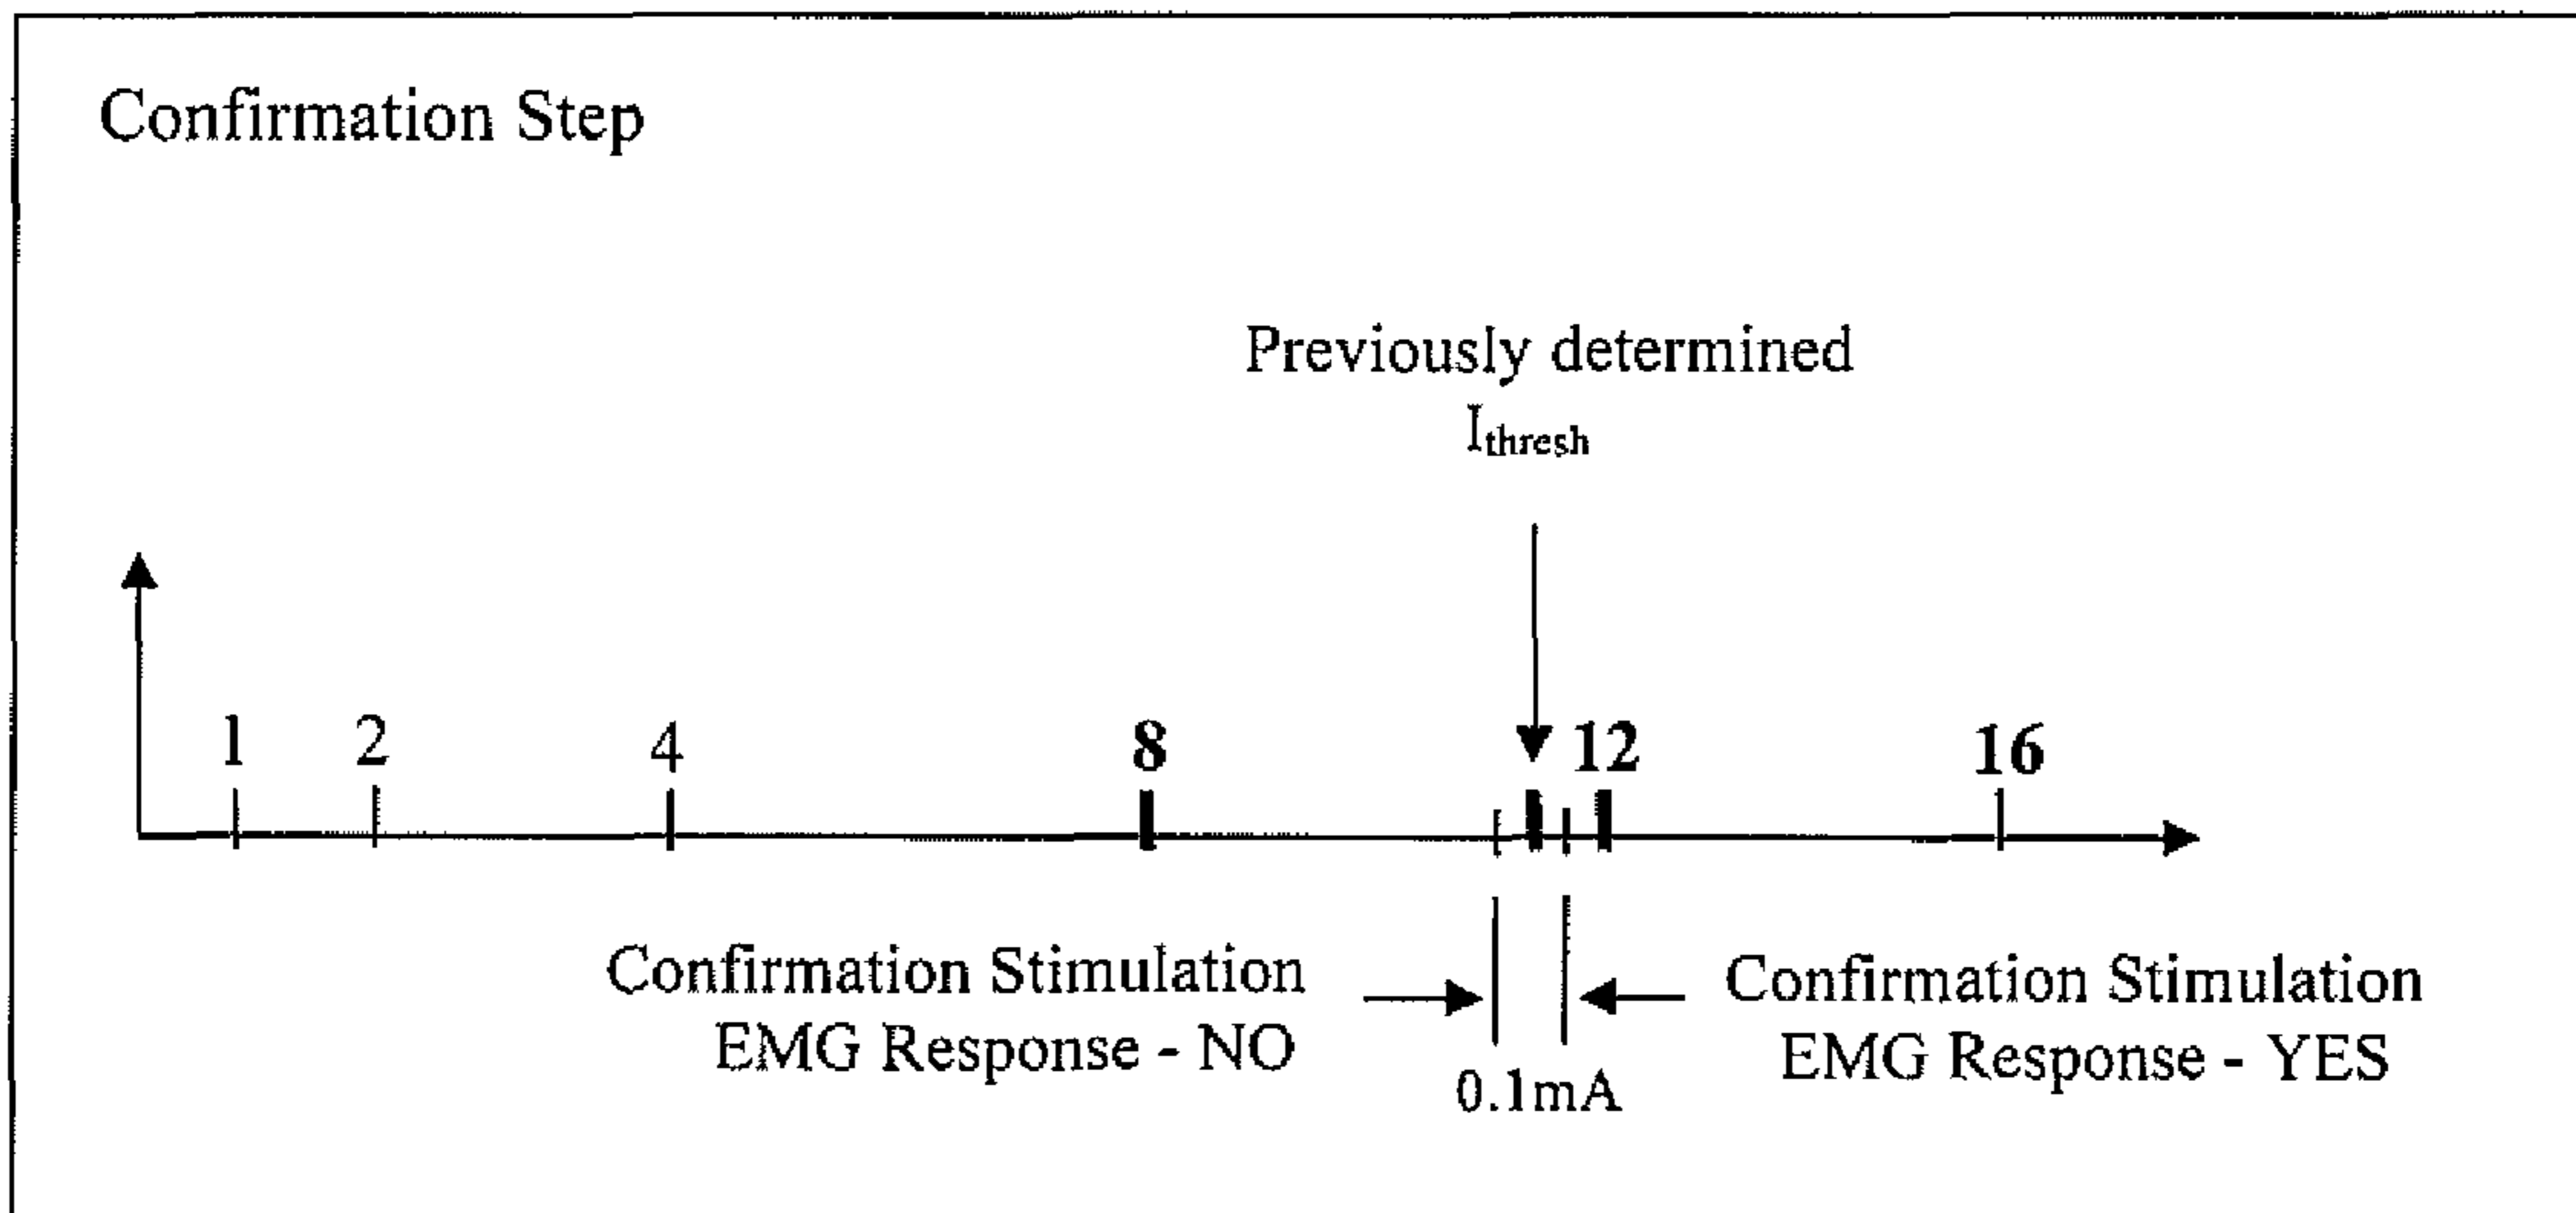 Confirmation Step
Previously determined
Ithresh
1 2 4 8 12 16
Confirmation Stimulation
EMG Response - NO
0.1mA
Confirmation Stimulation
EMG Response - YES